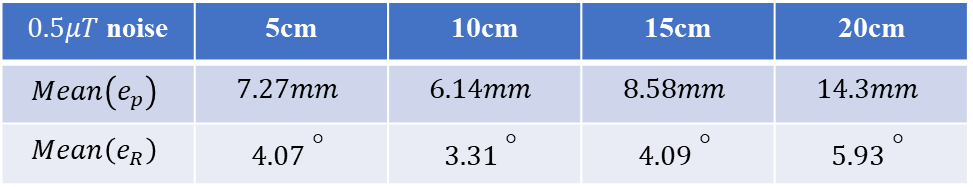 0.5μT noise 5cm 10cm 15cm 20cm
Mean(eₚ) 7.27mm 6.14mm 8.58mm 14.3mm
Mean(e_R) 4.07° 3.31° 4.09° 5.93°